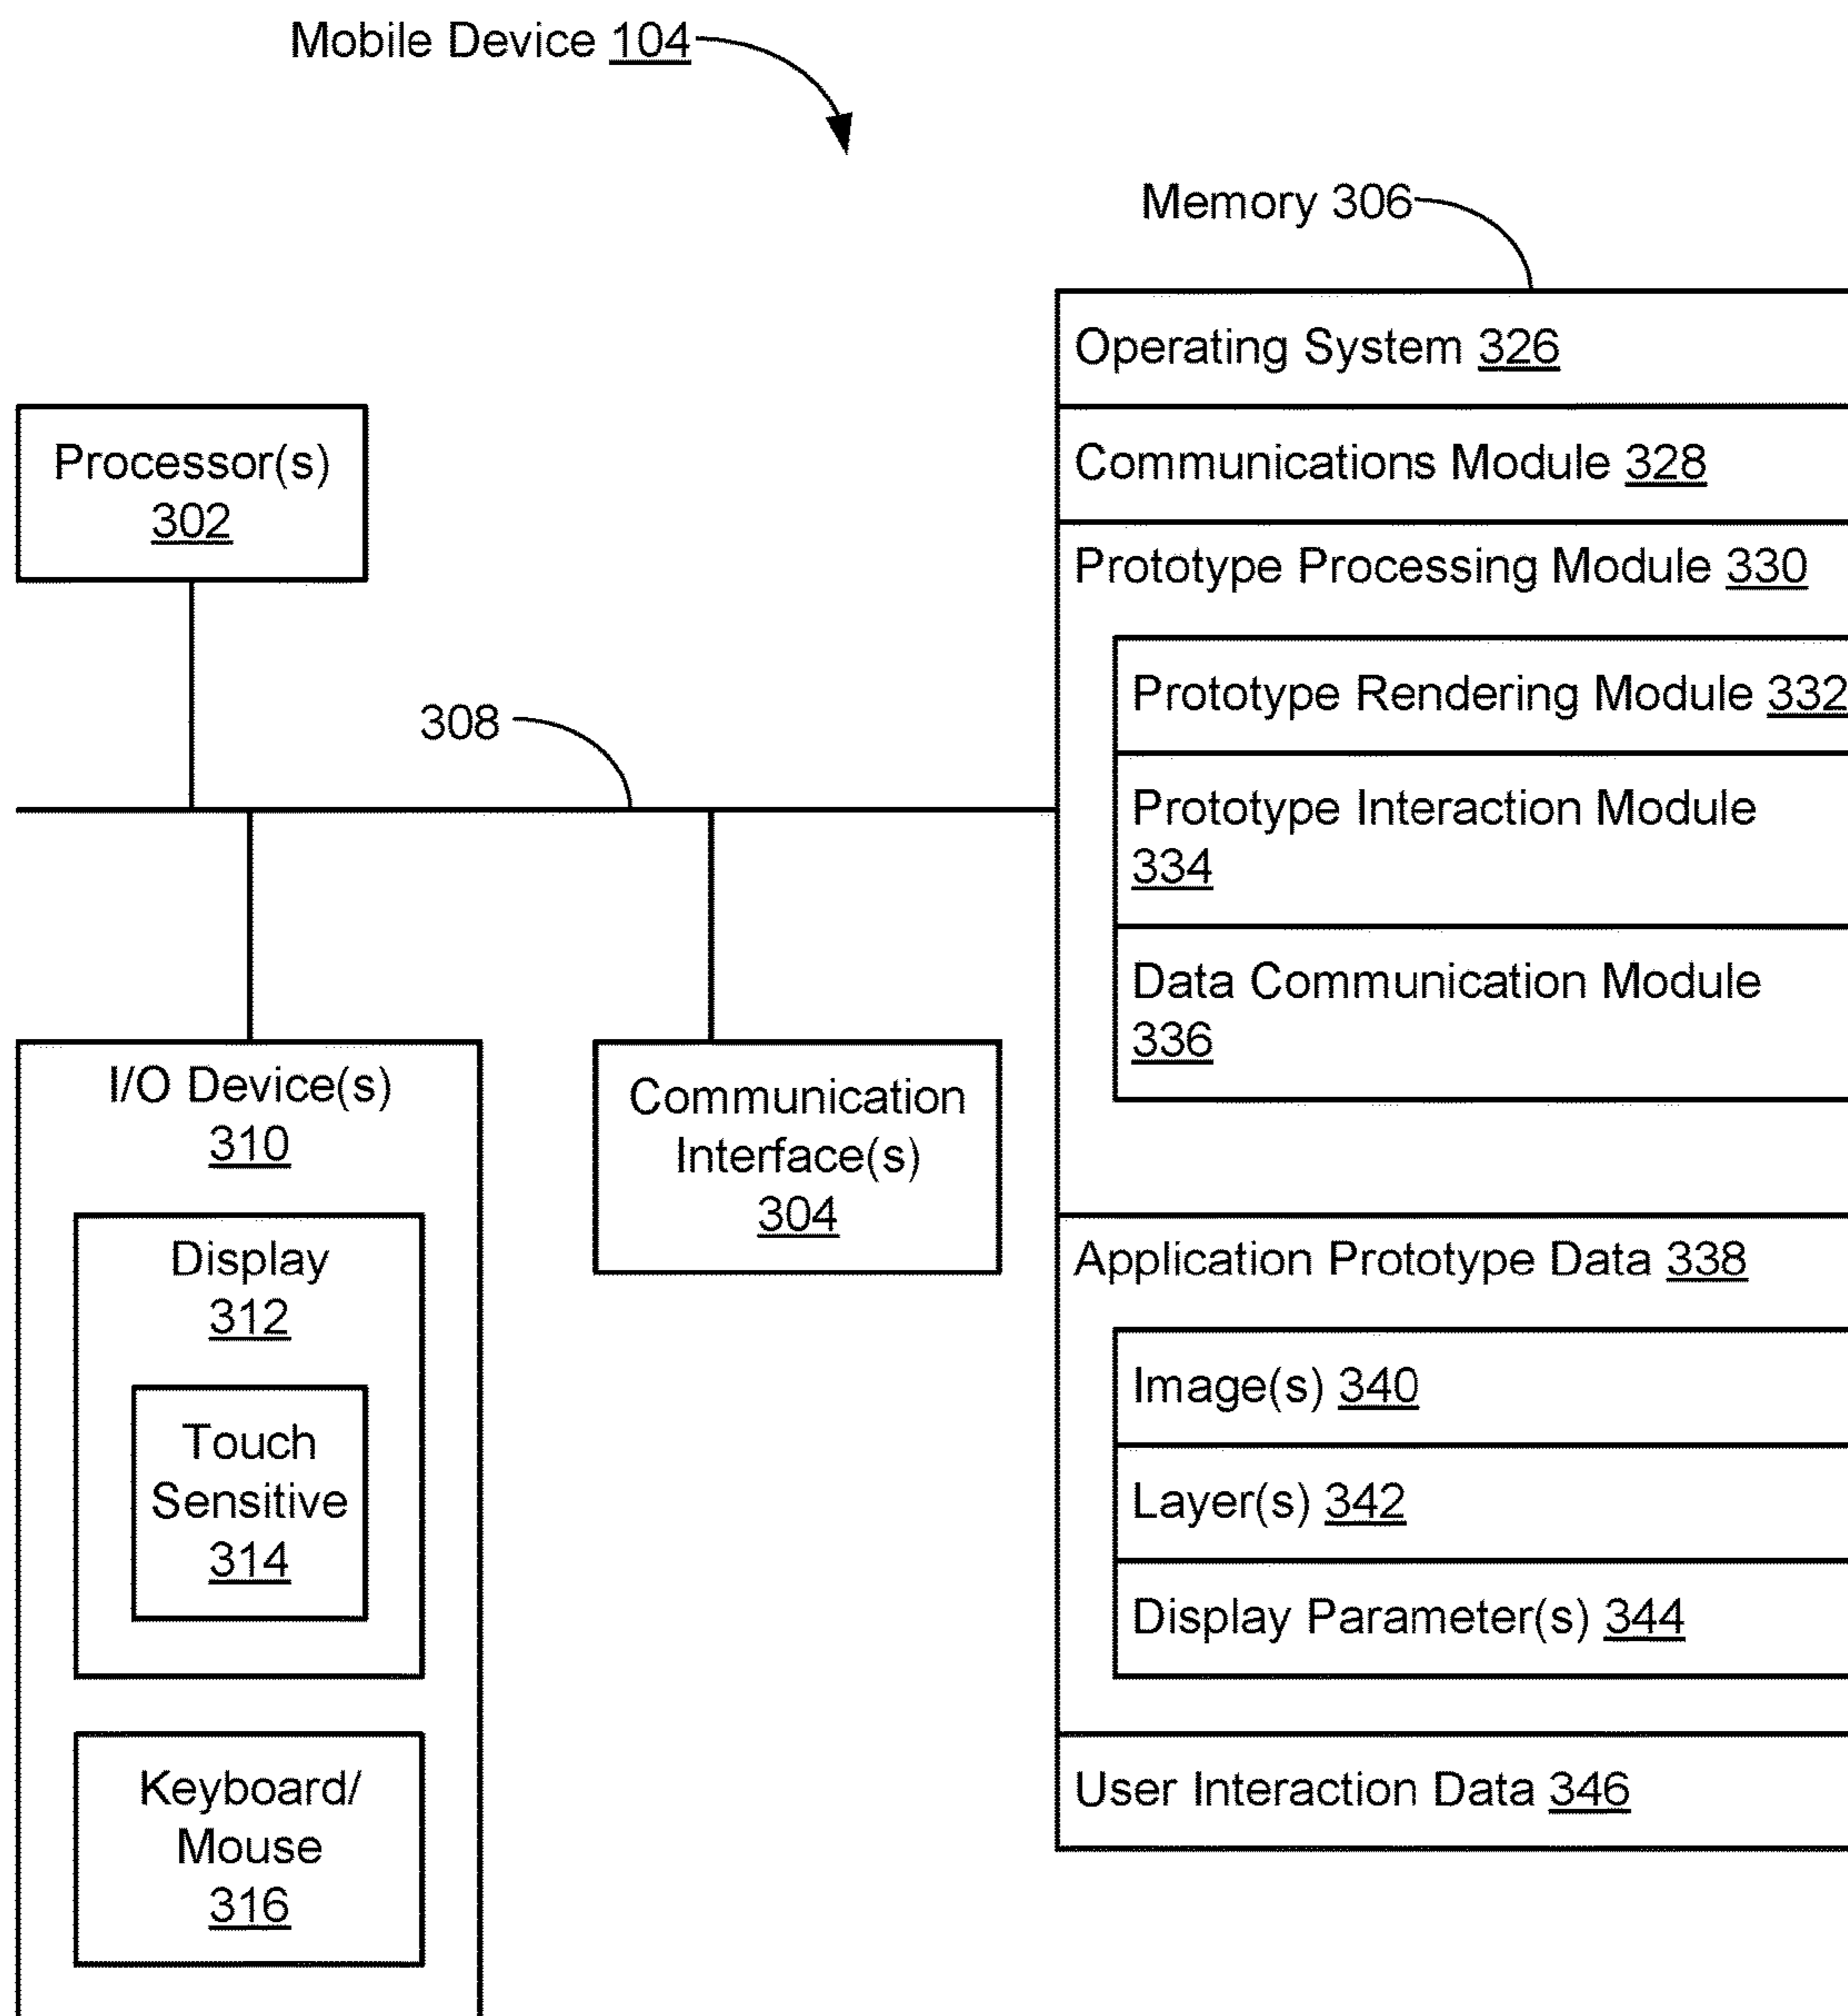 Mobile Device 104
Memory 306
Operating System 326
Communications Module 328
Prototype Processing Module 330
Prototype Rendering Module 332
Prototype Interaction Module
334
Data Communication Module
336
Application Prototype Data 338
Image(s) 340
Layer(s) 342
Display Parameter(s) 344
User Interaction Data 346
Processor(s)
302
308
I/O Device(s)
310
Display
312
Touch
Sensitive
314
Keyboard/
Mouse
316
Communication
Interface(s)
304